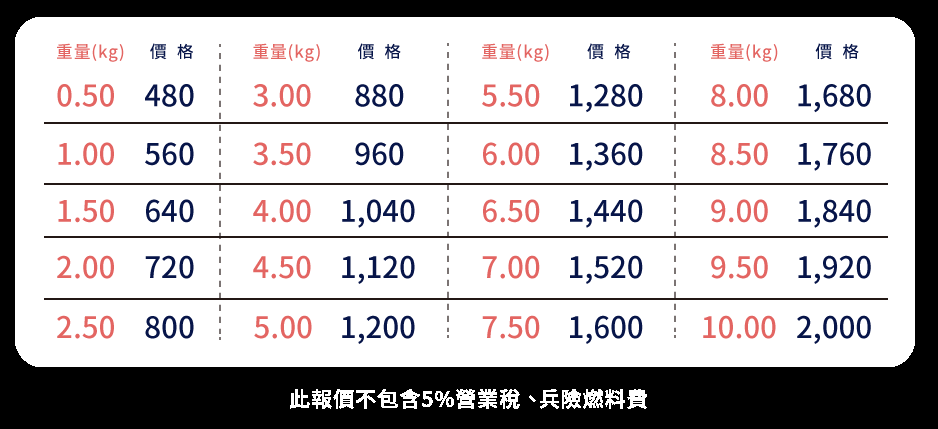 重量(kg) 價 格 重量(kg) 價 格 重量(kg) 價 格 重量(kg) 價 格
0.50 480 3.00 880 5.50 1,280 8.00 1,680
1.00 560 3.50 960 6.00 1,360 8.50 1,760
1.50 640 4.00 1,040 6.50 1,440 9.00 1,840
2.00 720 4.50 1,120 7.00 1,520 9.50 1,920
2.50 800 5.00 1,200 7.50 1,600 10.00 2,000
此報價不包含5%營業稅、兵險燃料費